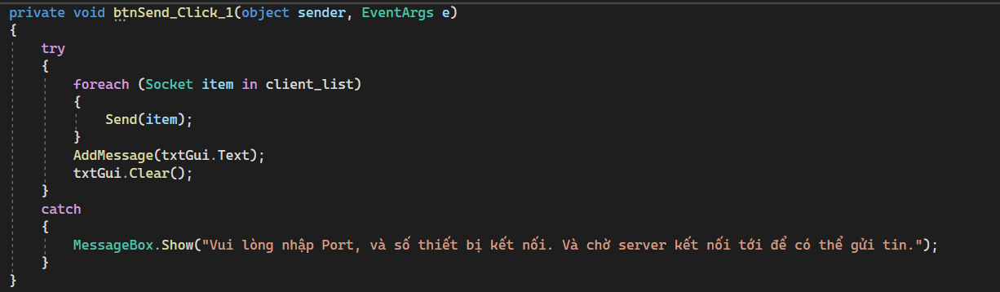 private void btnSend_Click_1(object sender, EventArgs e)
{
    try
    {
        foreach (Socket item in client_list)
        {
            Send(item);
        }
        AddMessage(txtGui.Text);
        txtGui.Clear();
    }
    catch
    {
        MessageBox.Show("Vui lòng nhập Port, và số thiết bị kết nối. Và chờ server kết nối tới để có thể gửi tin.");
    }
}